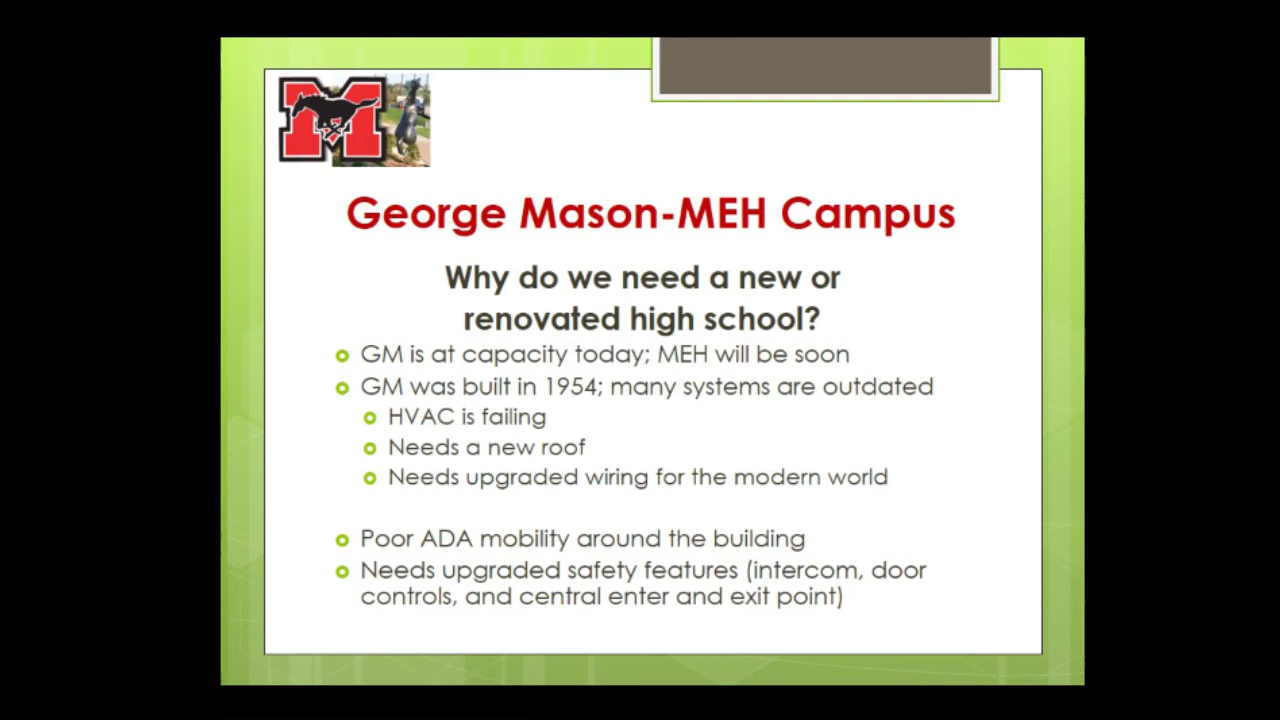 M
George Mason-MEH Campus
Why do we need a new or
renovated high school?
GM is at capacity today; MEH will be soon
GM was built in 1954; many systems are outdated
HVAC is failing
Needs a new roof
Needs upgraded wiring for the modern world
Poor ADA mobility around the building
Needs upgraded safety features (intercom, door
controls, and central enter and exit point)